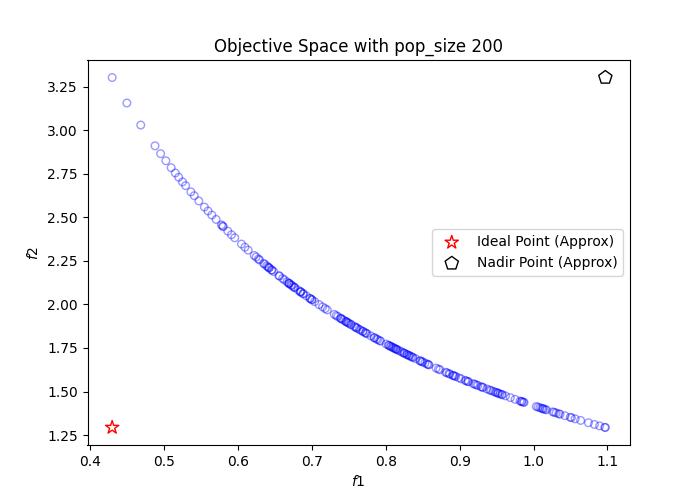 Objective Space with pop_size 200
f2
3.25
3.00
2.75
2.50
2.25
2.00
1.75
1.50
1.25
Ideal Point (Approx)
Nadir Point (Approx)
0.4 0.5 0.6 0.7 0.8 0.9 1.0 1.1
f1